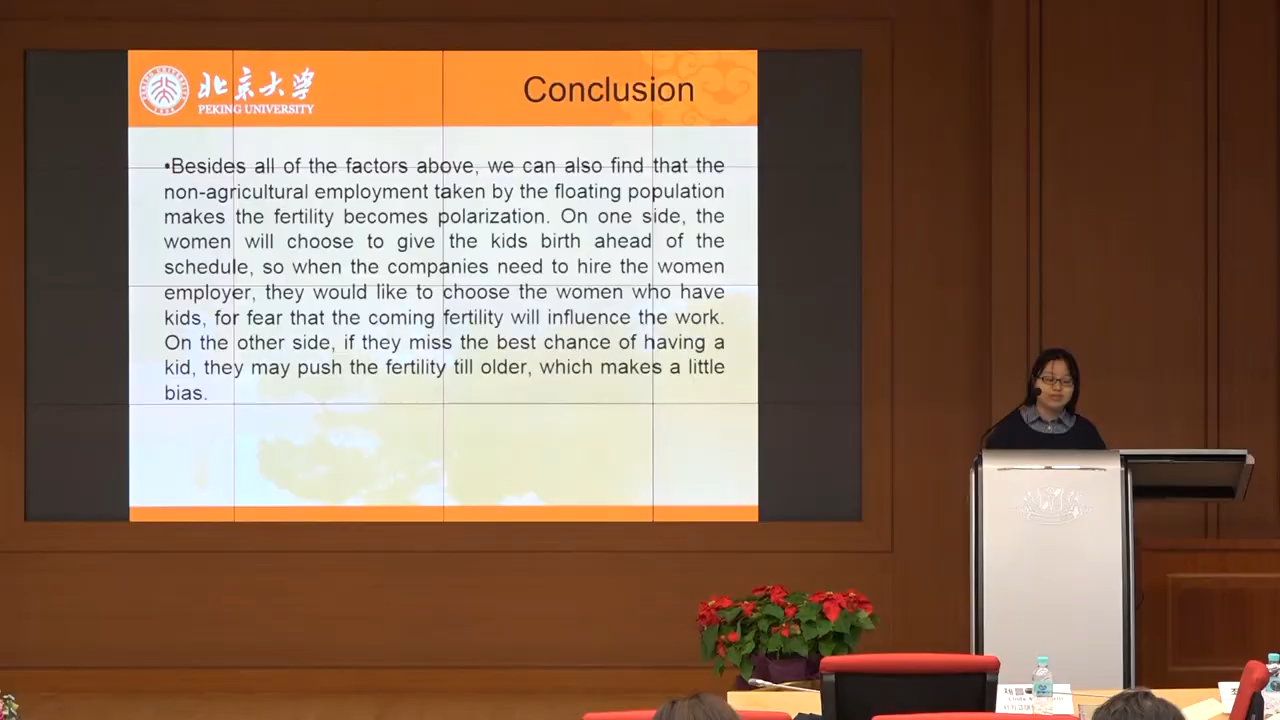 北京大学
PEKING UNIVERSITY
Conclusion
•Besides all of the factors above, we can also find that the
non-agricultural employment taken by the floating population
makes the fertility becomes polarization. On one side, the
women will choose to give the kids birth ahead of the
schedule, so when the companies need to hire the women
employer, they would like to choose the women who have
kids, for fear that the coming fertility will influence the work.
On the other side, if they miss the best chance of having a
kid, they may push the fertility till older, which makes a little
bias.